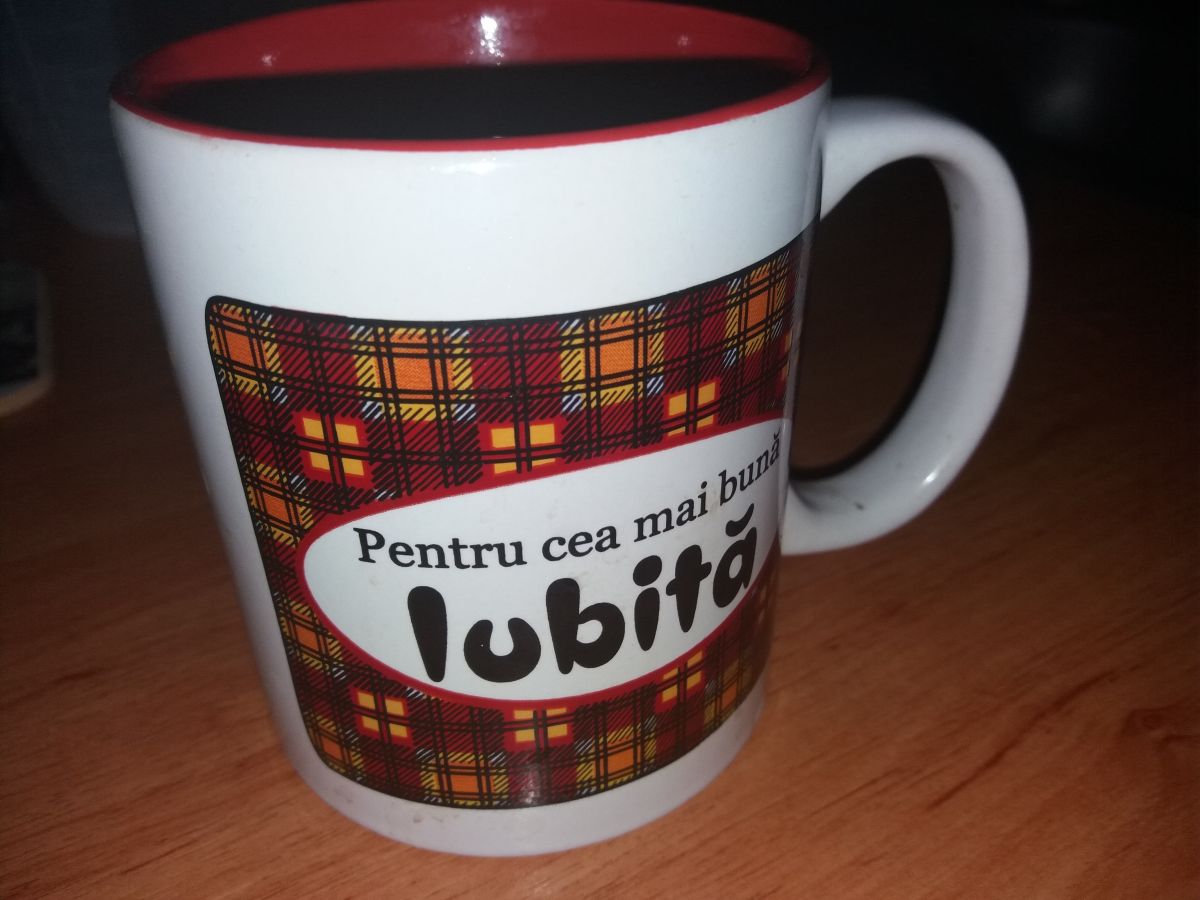 Pentru cea mai bună
Iubită